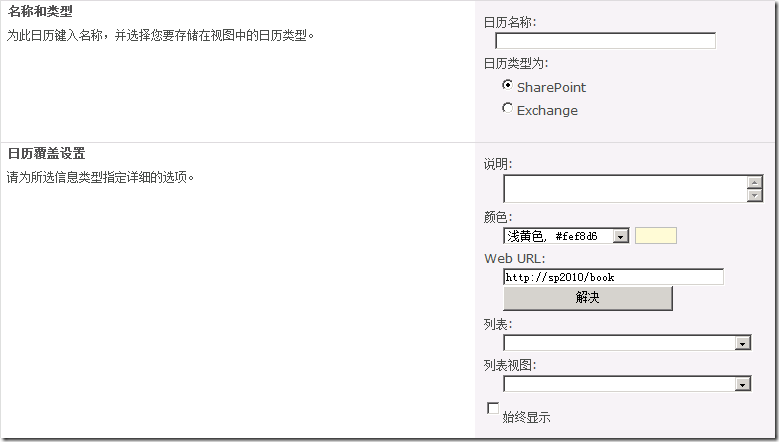 名称和类型
为此日历键入名称，并选择您要存储在视图中的日历类型。
日历名称:
日历类型为:
SharePoint
Exchange
日历覆盖设置
请为所选信息类型指定详细的选项。
说明:
颜色:
浅黄色, #fef8d6
Web URL:
http://sp2010/book
解决
列表:
列表视图:
始终显示